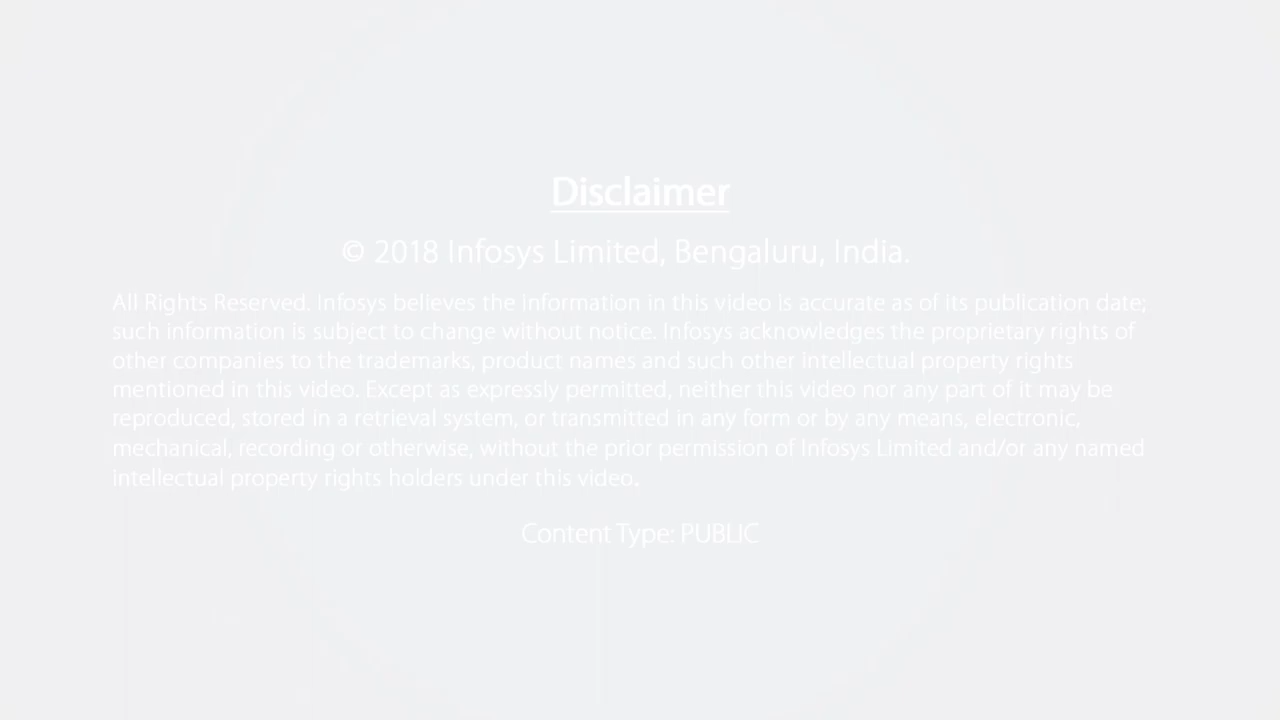 Disclaimer
© 2018 Infosys Limited, Bengaluru, India.
All Rights Reserved. Infosys believes the information in this video is accurate as of its publication date;
such information is subject to change without notice. Infosys acknowledges the proprietary rights of
other companies to the trademarks, product names and such other intellectual property rights
mentioned in this video. Except as expressly permitted, neither this video nor any part of it may be
reproduced, stored in a retrieval system, or transmitted in any form or by any means, electronic,
mechanical, recording or otherwise, without the prior permission of Infosys Limited and/or any named
intellectual property rights holders under this video.
Content Type: PUBLIC